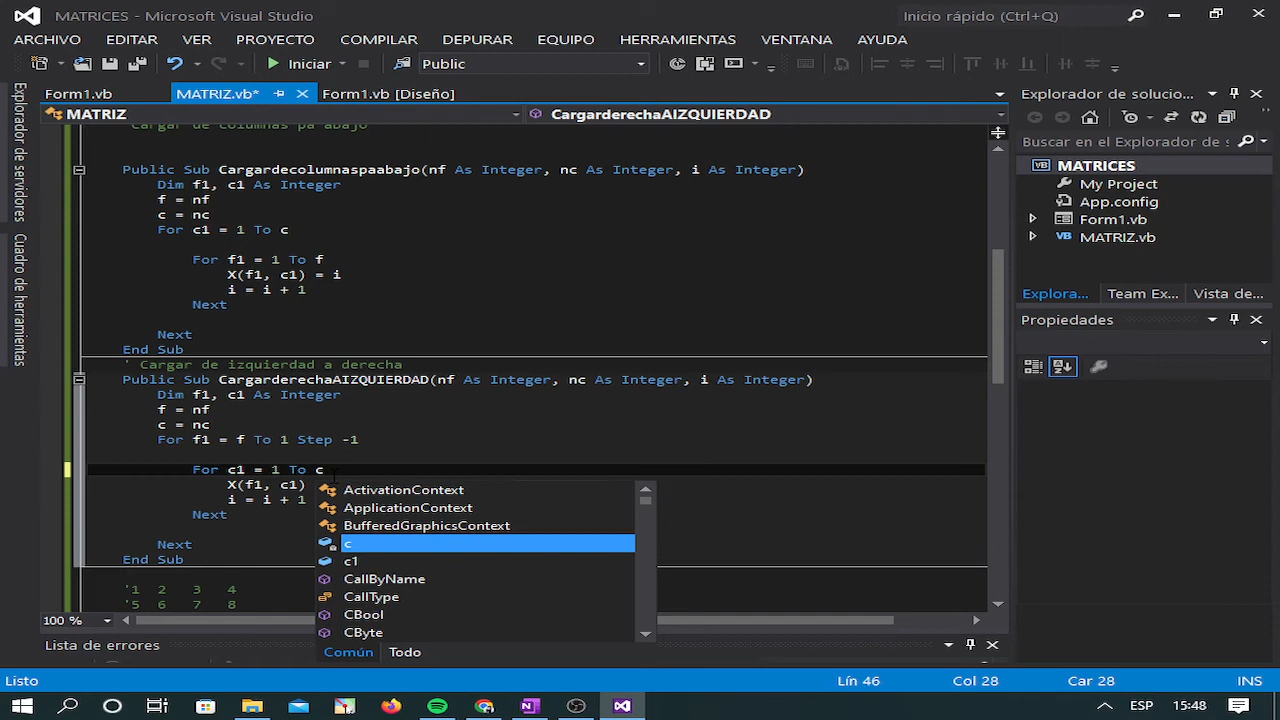 MATRICES - Microsoft Visual Studio
Inicio rápido (Ctrl+Q)
ARCHIVO EDITAR VER PROYECTO COMPILAR DEPURAR EQUIPO HERRAMIENTAS VENTANA AYUDA
Iniciar Public
Explorador de servidores
Cuadro de herramientas
Form1.vb MATRIZ.vb* Form1.vb [Diseño]
MATRIZ CargarderechaAIZQUIERDAD
'Cargar de columnas pa abajo
Public Sub Cargardecolumnaspaabajo(nf As Integer, nc As Integer, i As Integer)
Dim f1, c1 As Integer
f = nf
c = nc
For c1 = 1 To c
For f1 = 1 To f
X(f1, c1) = i
i = i + 1
Next
Next
End Sub
' Cargar de izquierdad a derecha
Public Sub CargarderechaAIZQUIERDAD(nf As Integer, nc As Integer, i As Integer)
Dim f1, c1 As Integer
f = nf
c = nc
For f1 = f To 1 Step -1
For c1 = 1 To c
X(f1, c1)
i = i + 1
Next
Next
End Sub
'1 2 3 4
'5 6 7 8
ActivationContext
ApplicationContext
BufferedGraphicsContext
c
c1
CallByName
CallType
CBool
CByte
Común Todo
100 %
Lista de errores
Explorador de solucio...
Buscar en el Explorador de s
MATRICES
My Project
App.config
Form1.vb
VB MATRIZ.vb
Explora... Team Ex... Vista de...
Propiedades
Listo Lín 46 Col 28 Car 28 INS
ESP 15:48